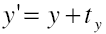 y' = y + t_y